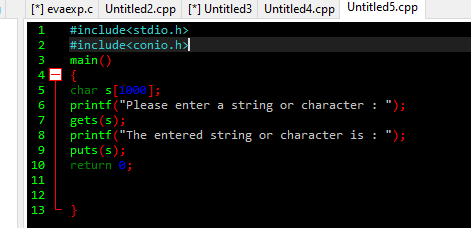 [*] evaexp.c Untitled2.cpp [*] Untitled3 Untitled4.cpp Untitled5.cpp
1 #include<stdio.h>
2 #include<conio.h>
3 main()
4 {
5 char s[1000];
6 printf("Please enter a string or character : ");
7 gets(s);
8 printf("The entered string or character is : ");
9 puts(s);
10 return 0;
11
12
13 }